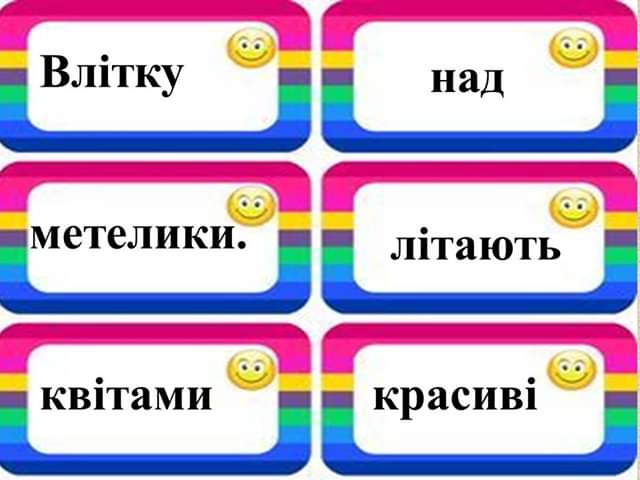 Влітку
над
метелики.
літають
квітами
красиві